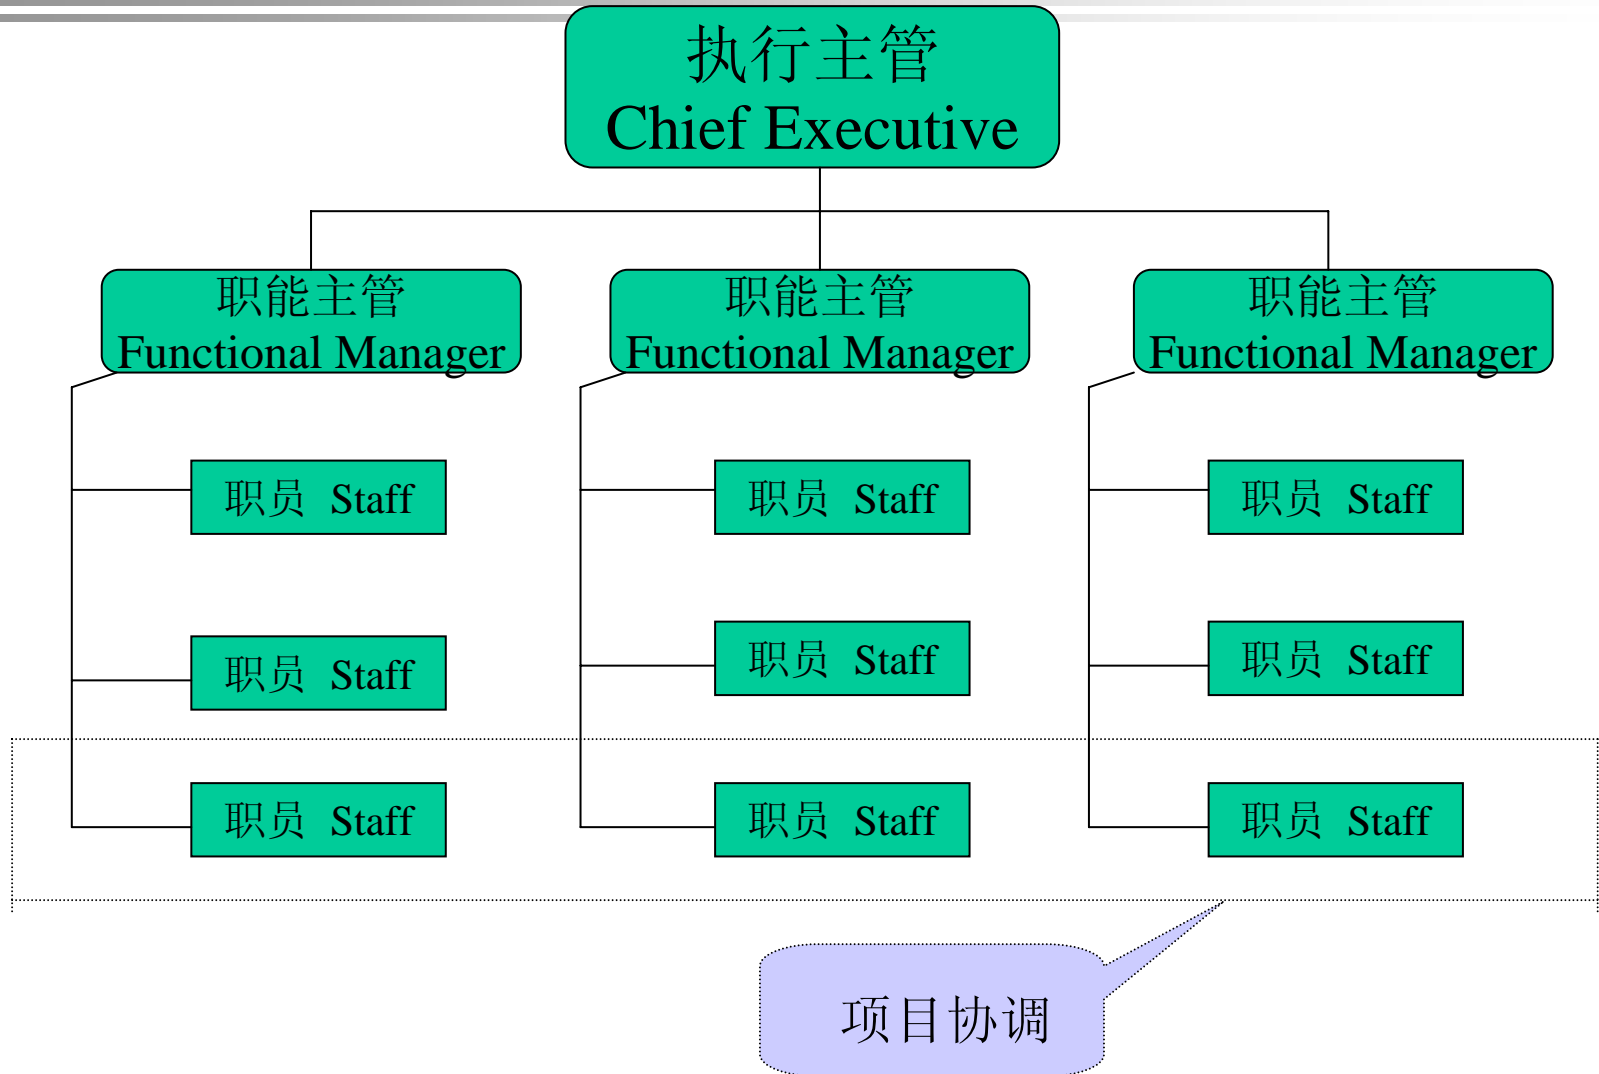 执行主管
Chief Executive
职能主管
Functional Manager
职能主管
Functional Manager
职能主管
Functional Manager
职员 Staff
职员 Staff
职员 Staff
职员 Staff
职员 Staff
职员 Staff
职员 Staff
职员 Staff
职员 Staff
项目协调